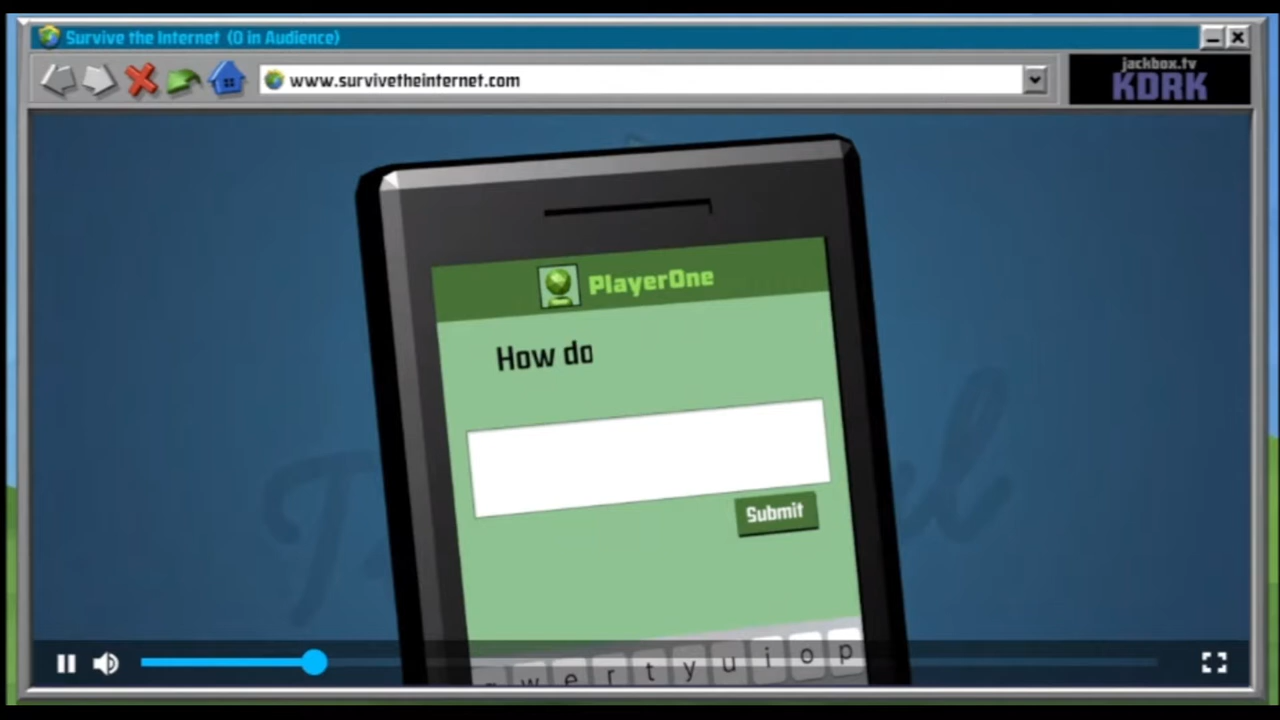 Survive the Internet (0 in Audience)
www.survivetheinternet.com
jackbox.tv
KDRK
PlayerOne
How do
Submit
w e r t y u i o p